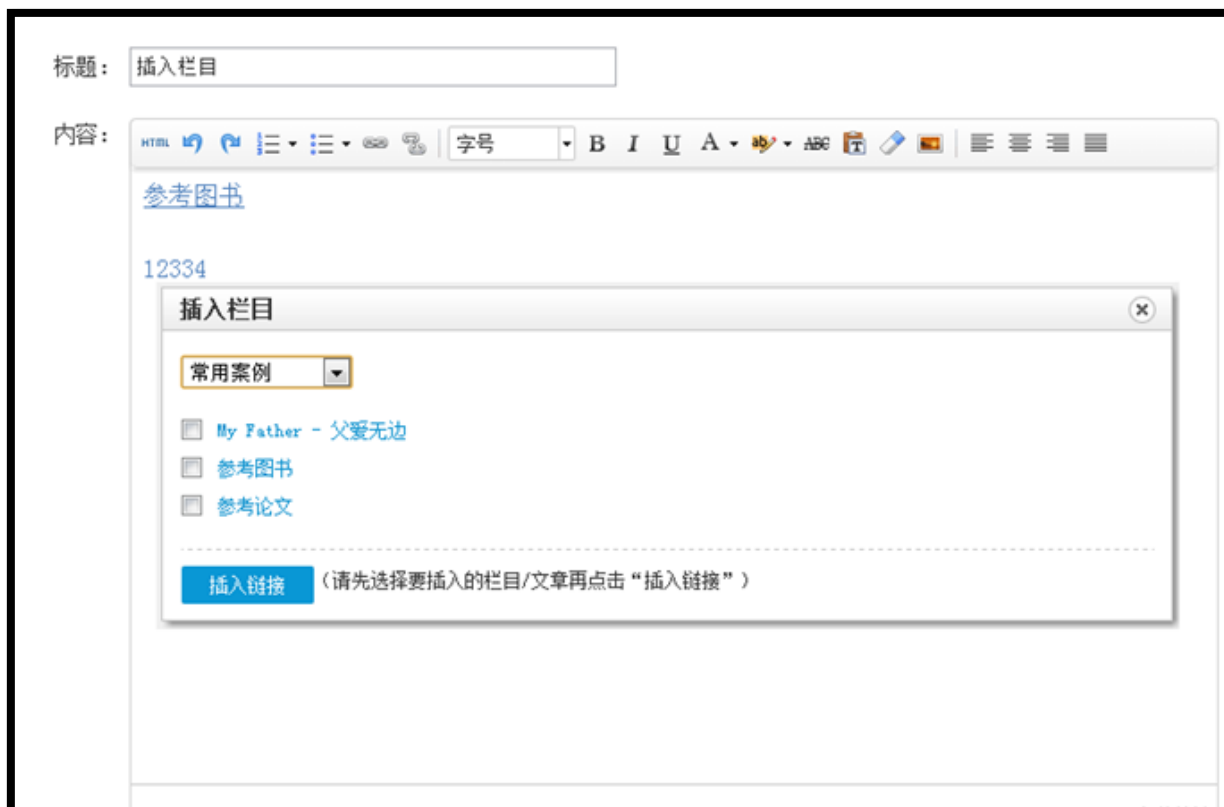 标题： 插入栏目
内容： HTML 字号 B I U A ab ABC T
参考图书
12334
插入栏目
常用案例
My Father - 父爱无边
参考图书
参考论文
插入链接 (请先选择要插入的栏目/文章再点击“插入链接”)